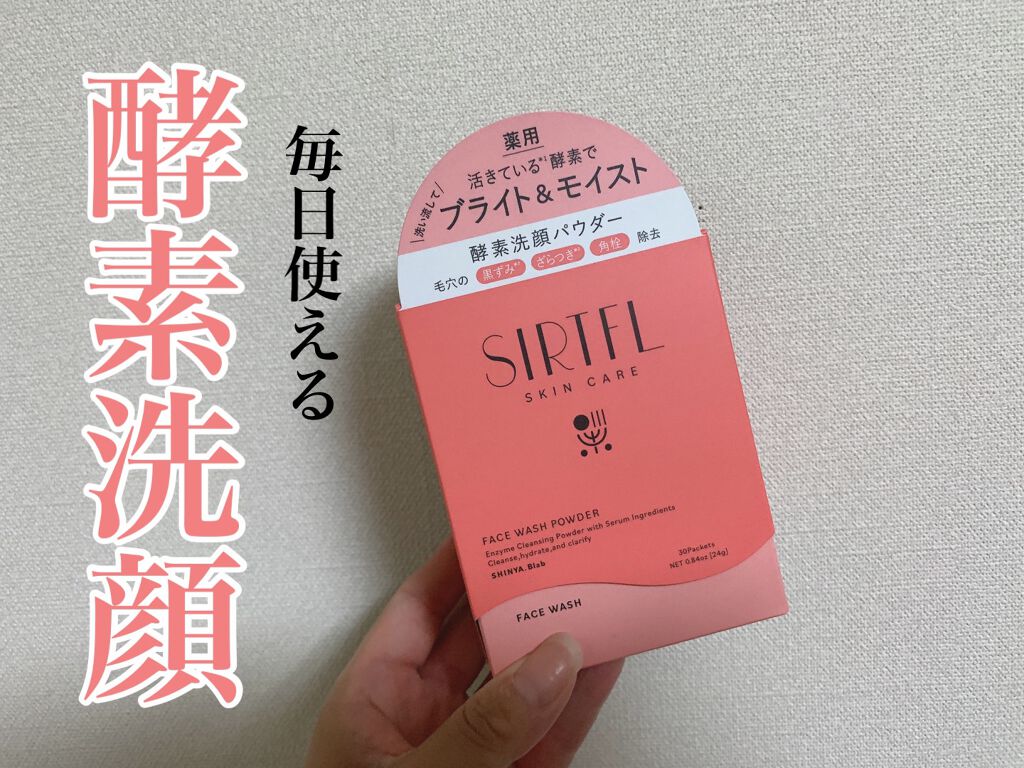 酵素洗顔
毎日使える
薬用
洗い流して
活きている*¹酵素で
ブライト&モイスト
酵素洗顔パウダー
毛穴の 黒ずみ*² ざらつき*² 角栓 除去
SIRTFL
SKIN CARE
FACE WASH POWDER
Enzyme Cleansing Powder with Serum Ingredients
Cleanse,hydrate,and clarify
SHINYA.Blab
30Packets
NET 0.84oz.[24g]
FACE WASH